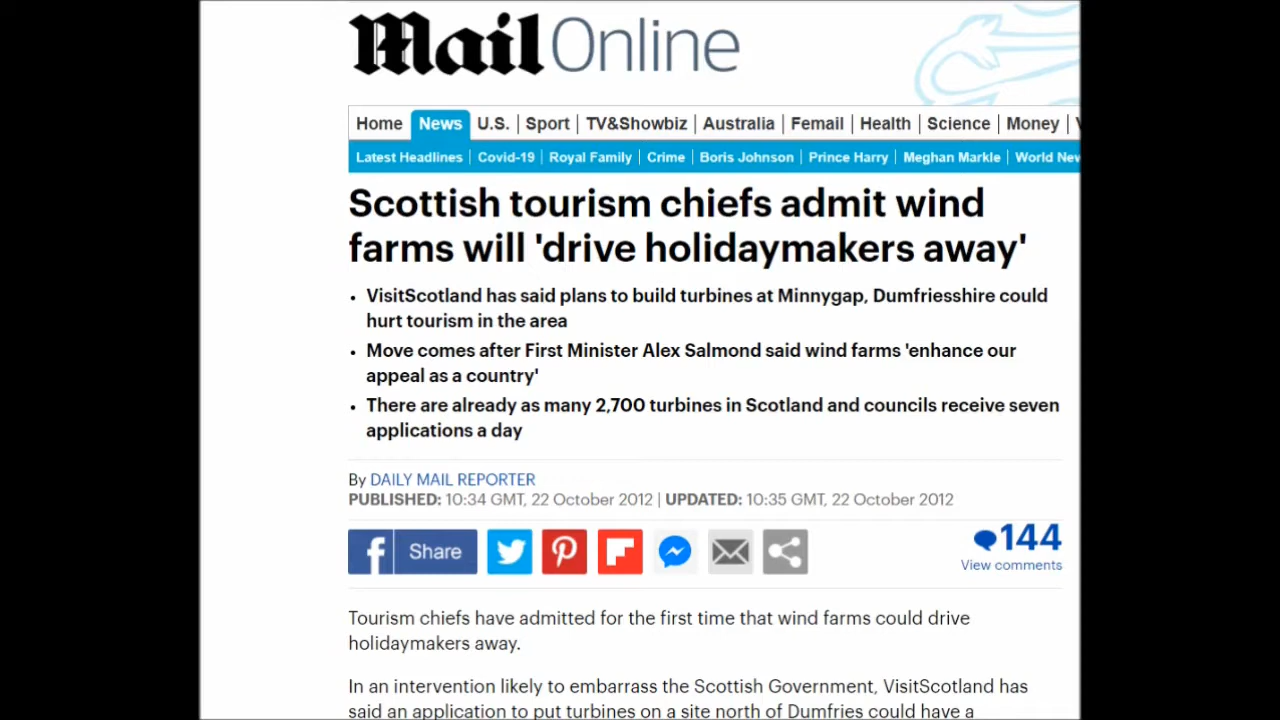 Mail Online
Home News U.S. Sport TV&Showbiz Australia Femail Health Science Money
Latest Headlines Covid-19 Royal Family Crime Boris Johnson Prince Harry Meghan Markle World
Scottish tourism chiefs admit wind
farms will 'drive holidaymakers away'
• VisitScotland has said plans to build turbines at Minnygap, Dumfriesshire could
hurt tourism in the area
• Move comes after First Minister Alex Salmond said wind farms 'enhance our
appeal as a country'
• There are already as many 2,700 turbines in Scotland and councils receive seven
applications a day
By DAILY MAIL REPORTER
PUBLISHED: 10:34 GMT, 22 October 2012 | UPDATED: 10:35 GMT, 22 October 2012
Share
144
View comments
Tourism chiefs have admitted for the first time that wind farms could drive
holidaymakers away.
In an intervention likely to embarrass the Scottish Government, VisitScotland has
said an application to put turbines on a site north of Dumfries could have a